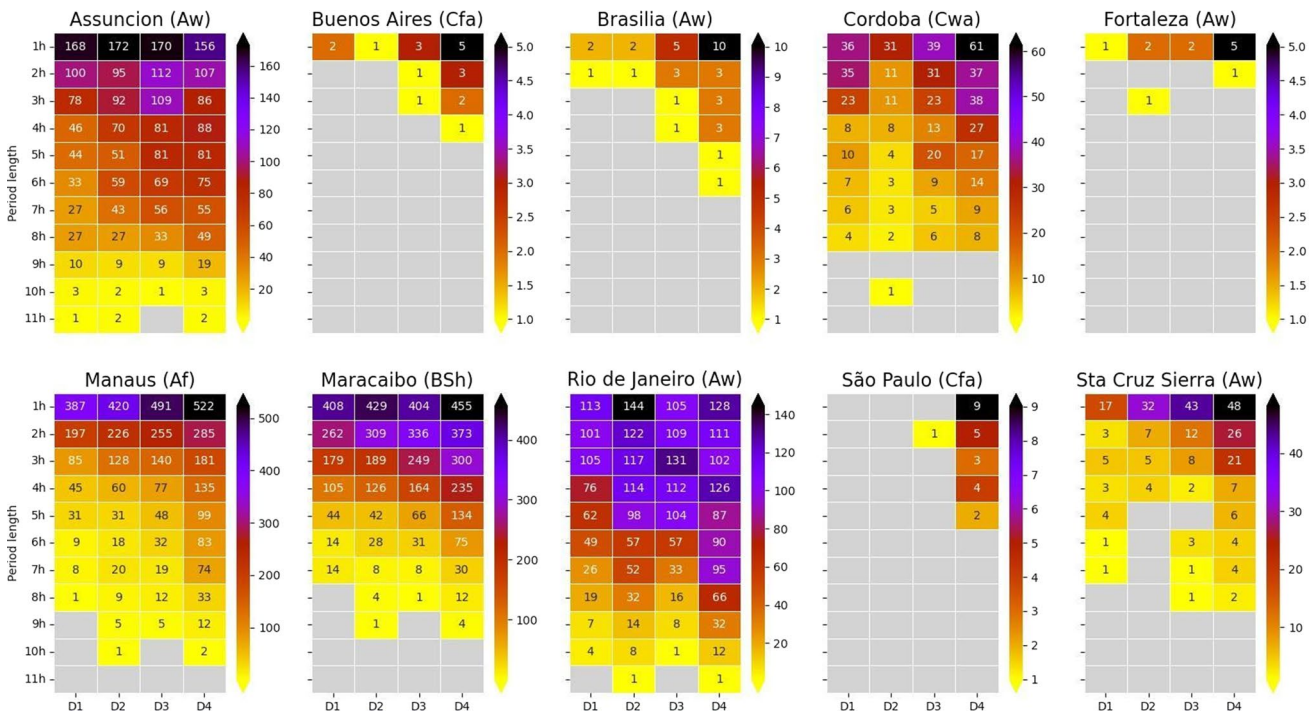 Assuncion (Aw) Buenos Aires (Cfa) Brasilia (Aw) Cordoba (Cwa) Fortaleza (Aw)
1h 168 172 170 156 2 1 3 5 5.0 2 2 5 10 10 36 31 39 61 60 1 2 2 5 5.0
2h 100 95 112 107 160 1 3 4.5 1 1 3 3 9 35 11 31 37 1 4.5
3h 78 92 109 86 140 1 2 4.0 1 3 8 23 11 23 38 50 1 4.0
4h 46 70 81 88 120 1 3.5 1 3 7 8 8 13 27 40 3.5
5h 44 51 81 81 100 3.0 1 6 10 4 20 17 3.0
6h 33 59 69 75 80 1 5 7 3 9 14 30
7h 27 43 56 55 60 2.5 4 6 3 5 9 20 2.5
8h 27 27 33 49 40 2.0 3 4 2 6 8 2.0
9h 10 9 9 19 10
10h 3 2 1 3 20 1.5 2 1 1.5
11h 1 2 2 1.0 1 1.0
Period length
Manaus (Af) Maracaibo (BSh) Rio de Janeiro (Aw) São Paulo (Cfa) Sta Cruz Sierra (Aw)
1h 387 420 491 522 500 408 429 404 455 113 144 105 128 140 9 9 17 32 43 48
2h 197 226 255 285 262 309 336 373 400 101 122 109 111 120 1 5 8 3 7 12 26 40
3h 85 128 140 181 400 179 189 249 300 105 117 131 102 3 7 5 5 8 21
4h 45 60 77 135 105 126 164 235 300 76 114 112 126 100 4 6 3 4 2 7 30
5h 31 31 48 99 300 44 42 66 134 62 98 104 87 80 2 5 4 6
6h 9 18 32 83 14 28 31 75 200 49 57 57 90 1 3 4 20
7h 8 20 19 74 200 14 8 8 30 26 52 33 95 60 4 1 1 4
8h 1 9 12 33 4 1 12 19 32 16 66 40 3 1 2
9h 5 5 12 100 1 4 100 7 14 8 32 2 10
10h 1 2 4 8 1 12 20
11h 1 1 1
Period length
D1 D2 D3 D4 D1 D2 D3 D4 D1 D2 D3 D4 D1 D2 D3 D4 D1 D2 D3 D4